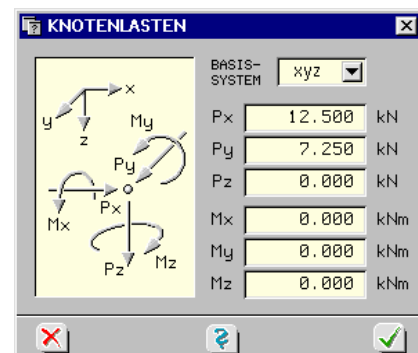 KNOTENLASTEN
BASIS-
SYSTEM xyz
x
y
z
My
Py
Px
Mx
Pz
Mz
Px 12.500 kN
Py 7.250 kN
Pz 0.000 kN
Mx 0.000 kNm
My 0.000 kNm
Mz 0.000 kNm